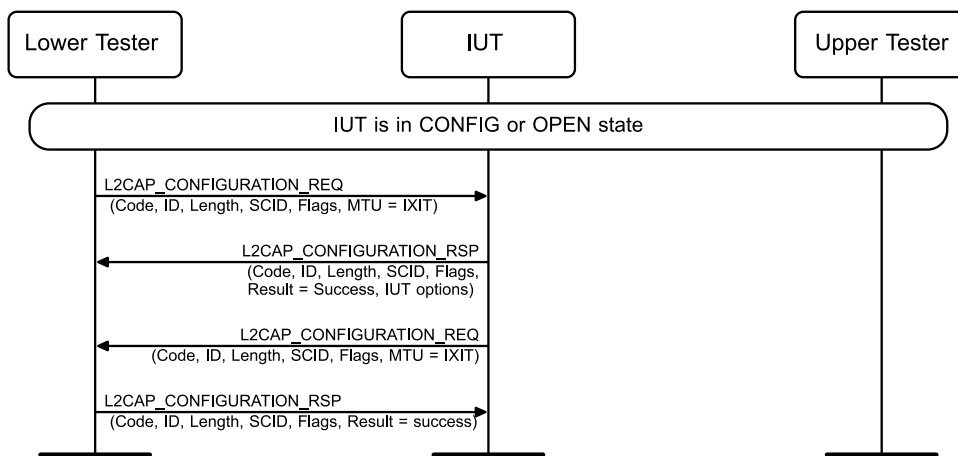 Lower Tester
IUT
Upper Tester
IUT is in CONFIG or OPEN state
L2CAP_CONFIGURATION_REQ
(Code, ID, Length, SCID, Flags, MTU = IXIT)
L2CAP_CONFIGURATION_RSP
(Code, ID, Length, SCID, Flags,
Result = Success, IUT options)
L2CAP_CONFIGURATION_REQ
(Code, ID, Length, SCID, Flags, MTU = IXIT)
L2CAP_CONFIGURATION_RSP
(Code, ID, Length, SCID, Flags, Result = success)